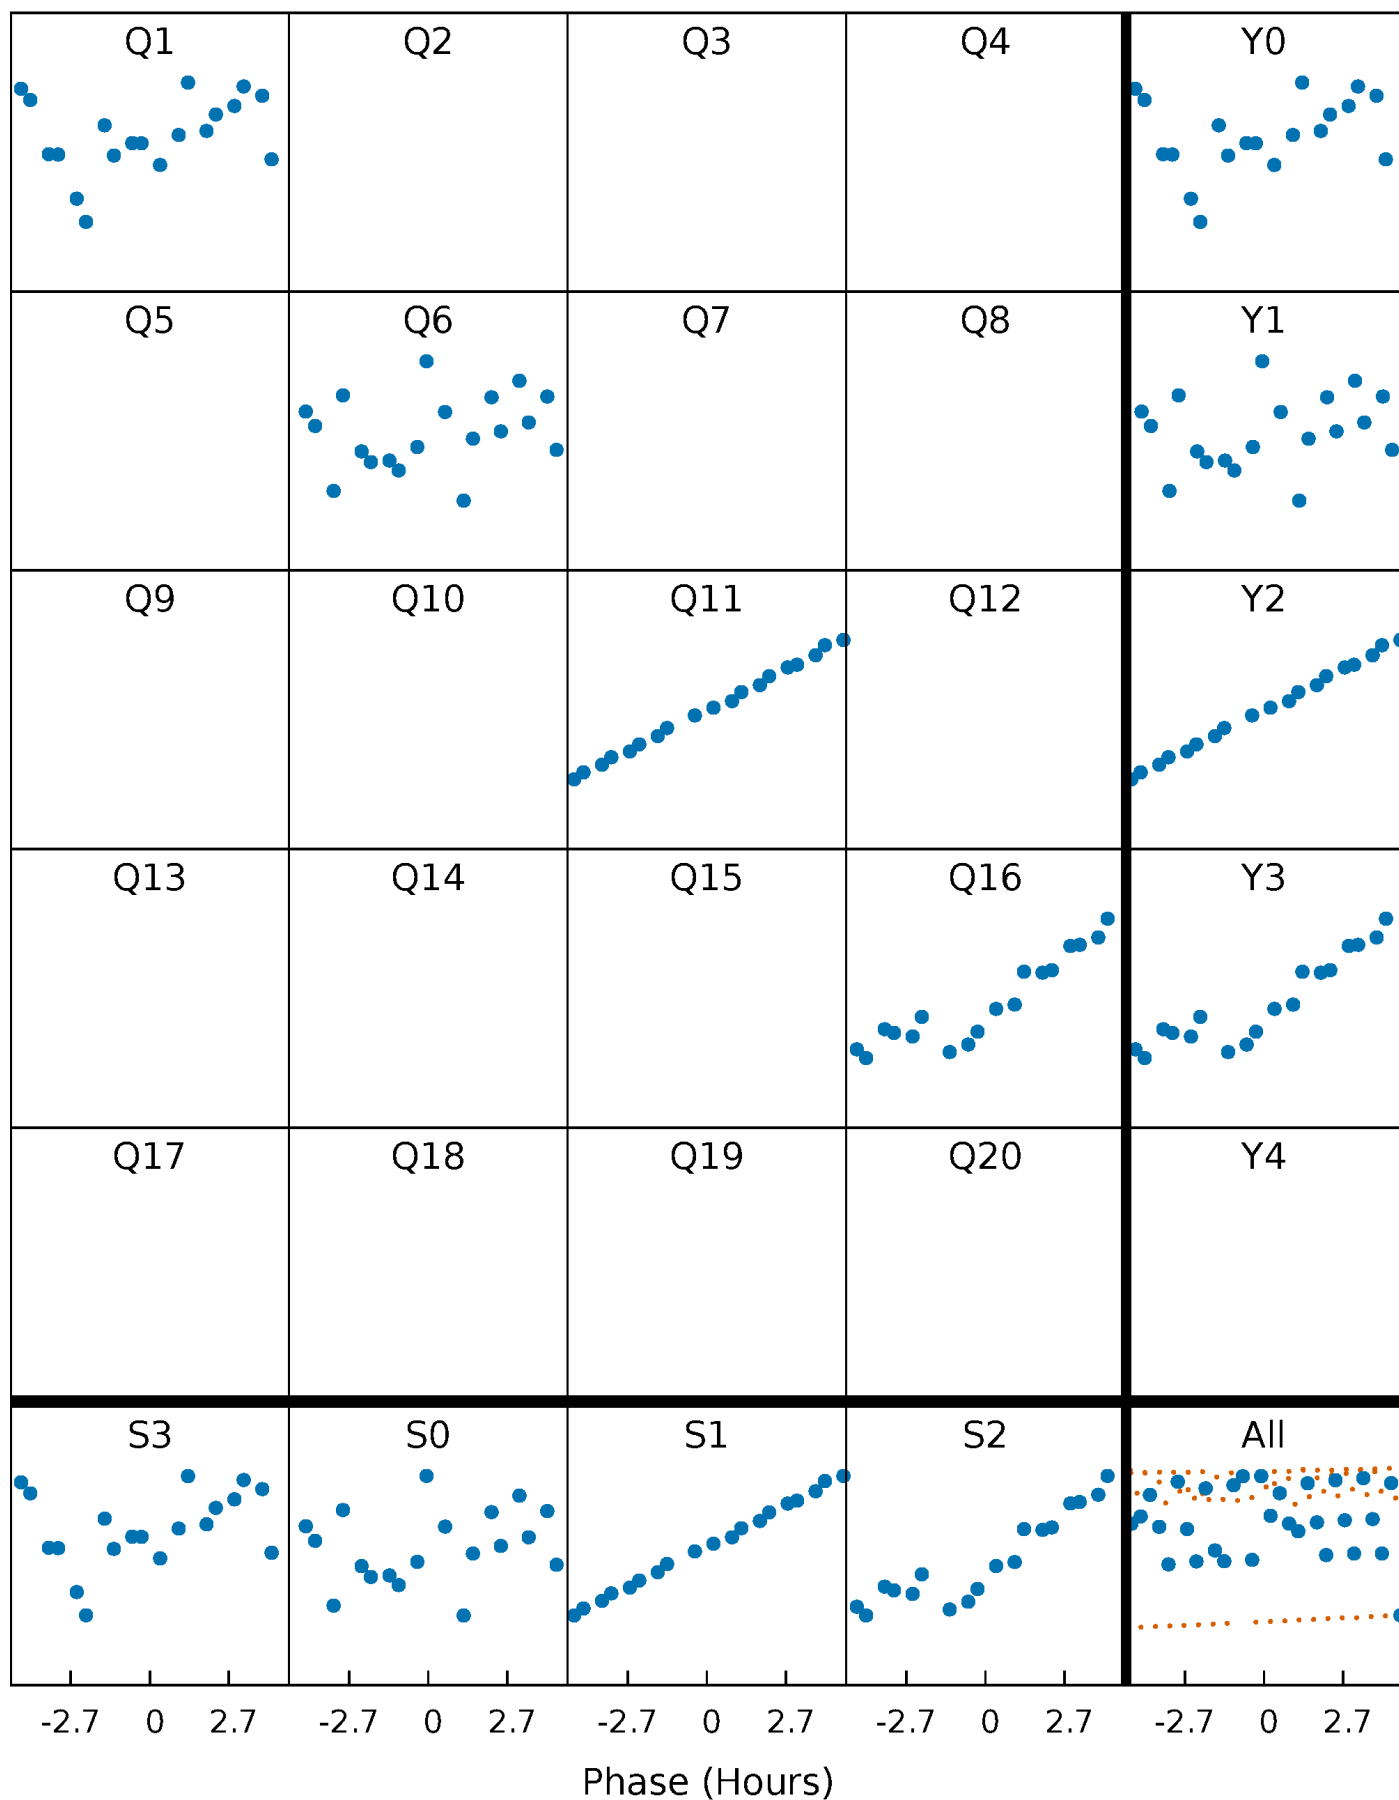 Q1 Q2 Q3 Q4 Y0
Q5 Q6 Q7 Q8 Y1
Q9 Q10 Q11 Q12 Y2
Q13 Q14 Q15 Q16 Y3
Q17 Q18 Q19 Q20 Y4
S3 S0 S1 S2 All
-2.7 0 2.7 -2.7 0 2.7 -2.7 0 2.7 -2.7 0 2.7 -2.7 0 2.7
Phase (Hours)